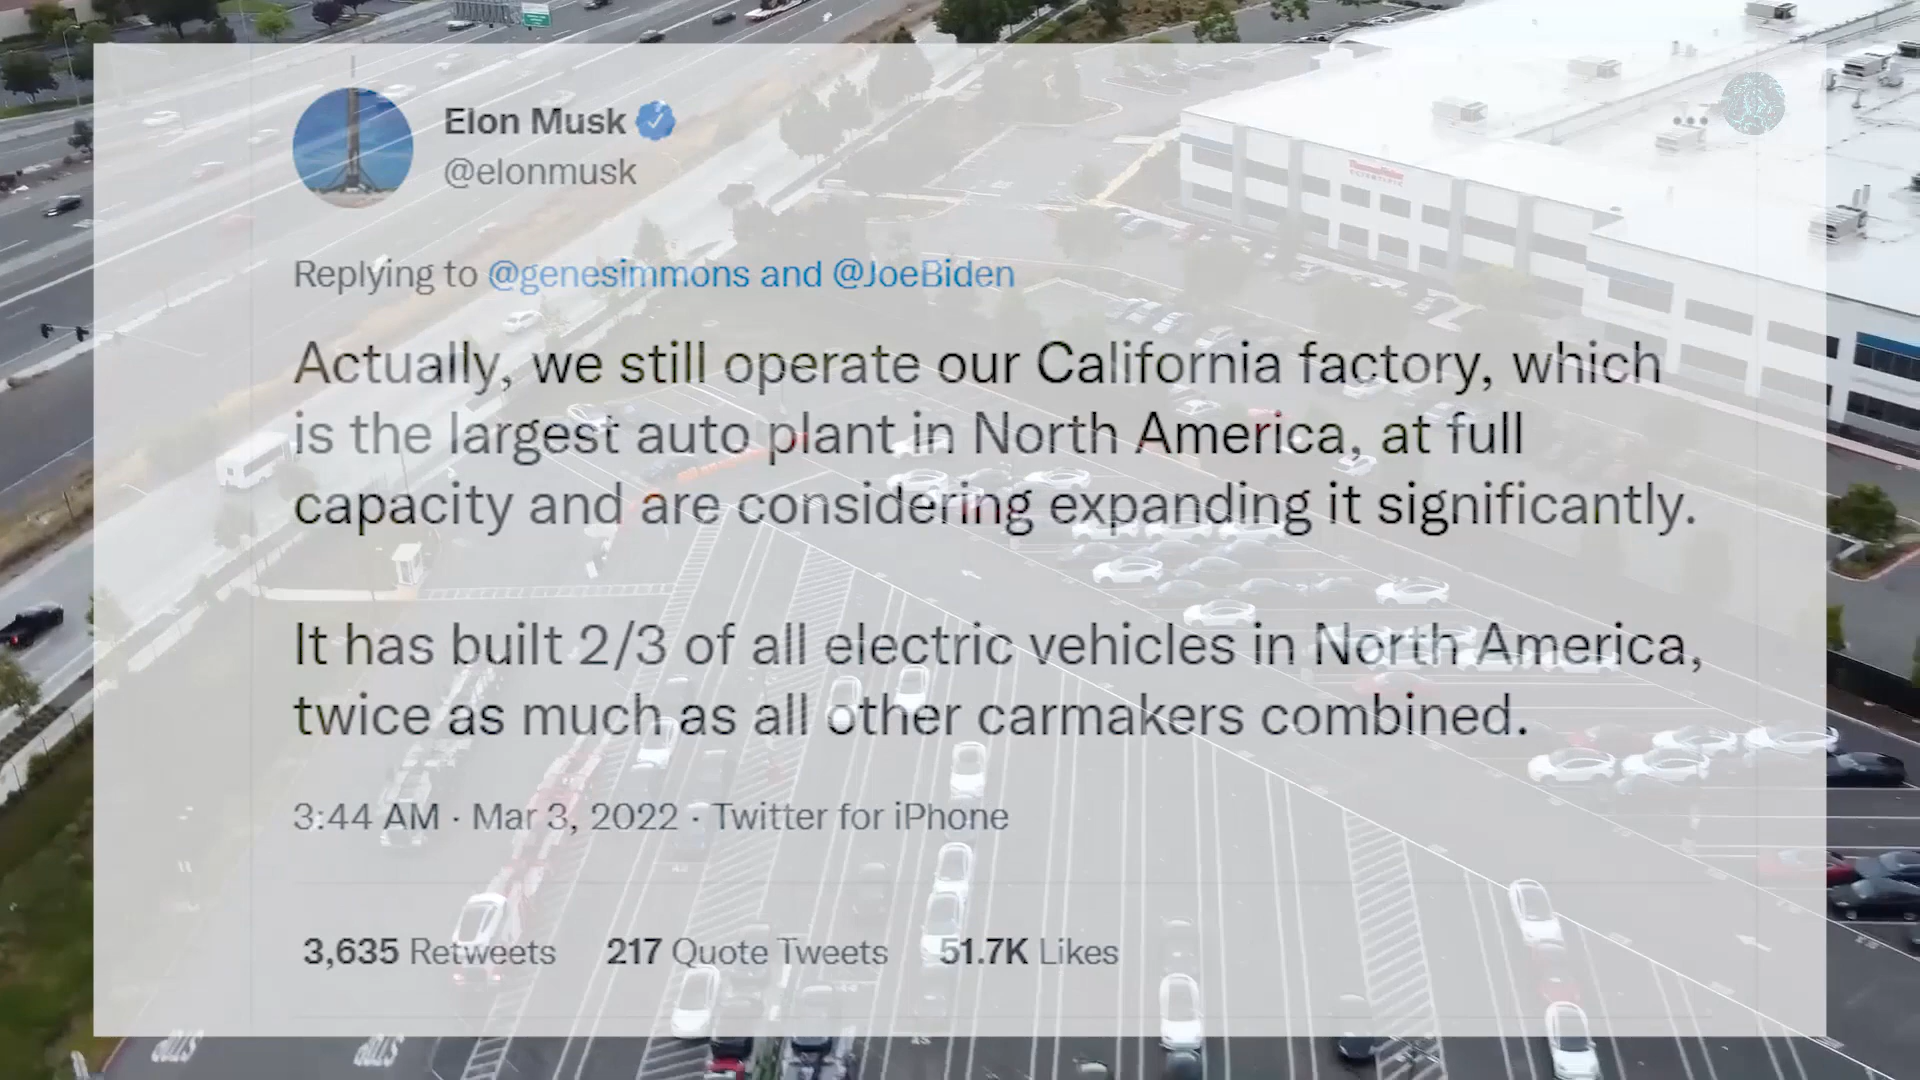 Elon Musk
@elonmusk
Replying to @genesimmons and @JoeBiden
Actually, we still operate our California factory, which
is the largest auto plant in North America, at full
capacity and are considering expanding it significantly.
It has built 2/3 of all electric vehicles in North America,
twice as much as all other carmakers combined.
3:44 AM · Mar 3, 2022 · Twitter for iPhone
3,635 Retweets 217 Quote Tweets 51.7K Likes
STOP
STOP